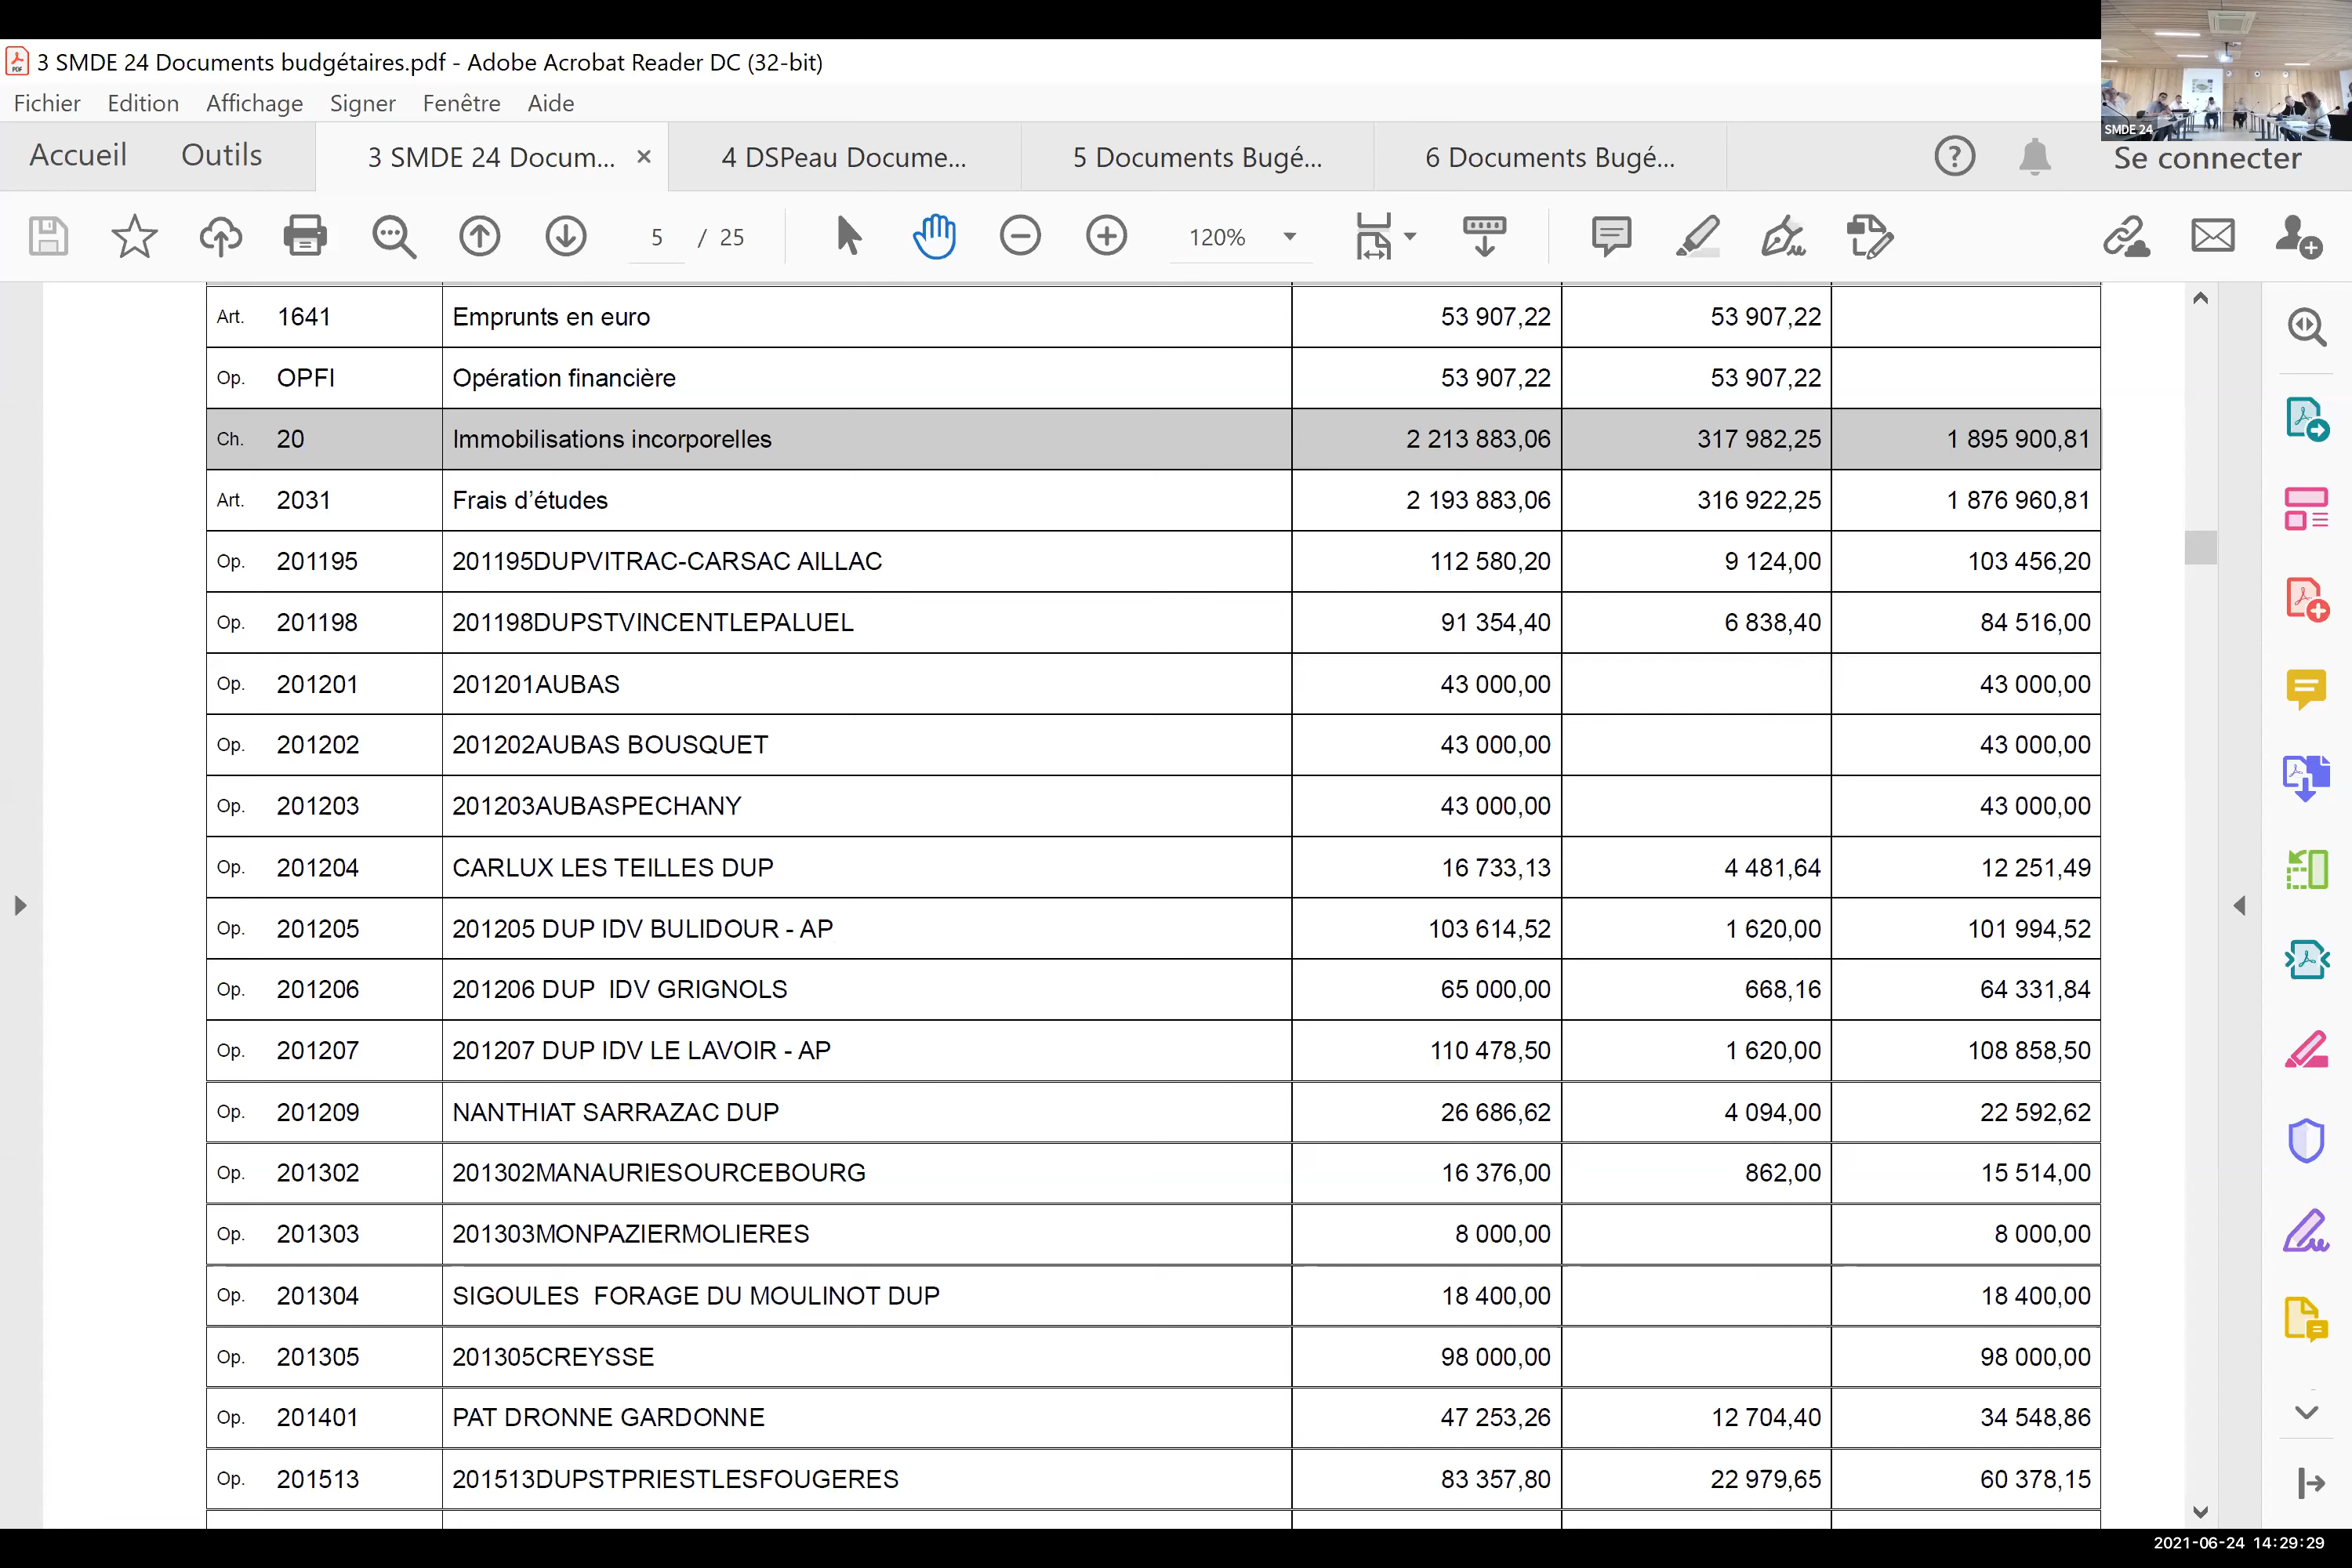 3 SMDE 24 Documents budgétaires.pdf - Adobe Acrobat Reader DC (32-bit)
SMDE 24
Fichier Edition Affichage Signer Fenêtre Aide
Accueil Outils 3 SMDE 24 Docum... × 4 DSPeau Docume... 5 Documents Bugé... 6 Documents Bugé... Se connecter
5 / 25 120%
Art. 1641 Emprunts en euro 53 907,22 53 907,22
Op. OPFI Opération financière 53 907,22 53 907,22
Ch. 20 Immobilisations incorporelles 2 213 883,06 317 982,25 1 895 900,81
Art. 2031 Frais d’études 2 193 883,06 316 922,25 1 876 960,81
Op. 201195 201195DUPVITRAC-CARSAC AILLAC 112 580,20 9 124,00 103 456,20
Op. 201198 201198DUPSTVINCENTLEPALUEL 91 354,40 6 838,40 84 516,00
Op. 201201 201201AUBAS 43 000,00 43 000,00
Op. 201202 201202AUBAS BOUSQUET 43 000,00 43 000,00
Op. 201203 201203AUBASPECHANY 43 000,00 43 000,00
Op. 201204 CARLUX LES TEILLES DUP 16 733,13 4 481,64 12 251,49
Op. 201205 201205 DUP IDV BULIDOUR - AP 103 614,52 1 620,00 101 994,52
Op. 201206 201206 DUP  IDV GRIGNOLS 65 000,00 668,16 64 331,84
Op. 201207 201207 DUP IDV LE LAVOIR - AP 110 478,50 1 620,00 108 858,50
Op. 201209 NANTHIAT SARRAZAC DUP 26 686,62 4 094,00 22 592,62
Op. 201302 201302MANAURIESOURCEBOURG 16 376,00 862,00 15 514,00
Op. 201303 201303MONPAZIERMOLIERES 8 000,00 8 000,00
Op. 201304 SIGOULES  FORAGE DU MOULINOT DUP 18 400,00 18 400,00
Op. 201305 201305CREYSSE 98 000,00 98 000,00
Op. 201401 PAT DRONNE GARDONNE 47 253,26 12 704,40 34 548,86
Op. 201513 201513DUPSTPRIESTLESFOUGERES 83 357,80 22 979,65 60 378,15
2021-06-24 14:29:29